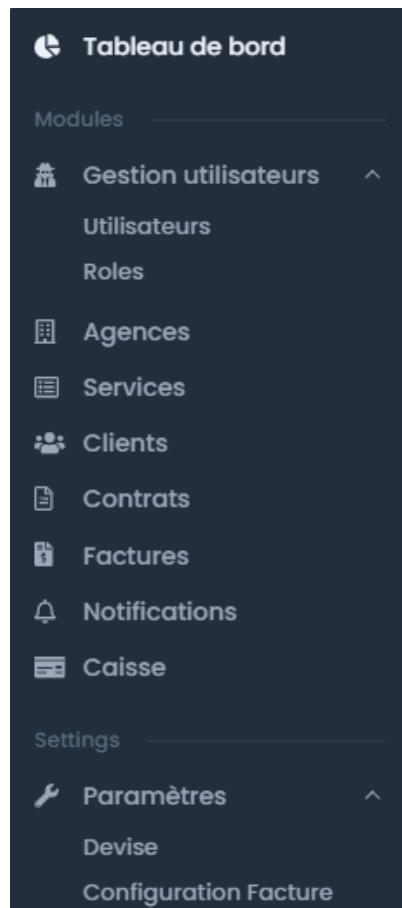 Tableau de bord
Modules
Gestion utilisateurs
Utilisateurs
Roles
Agences
Services
Clients
Contrats
Factures
Notifications
Caisse
Settings
Paramètres
Devise
Configuration Facture